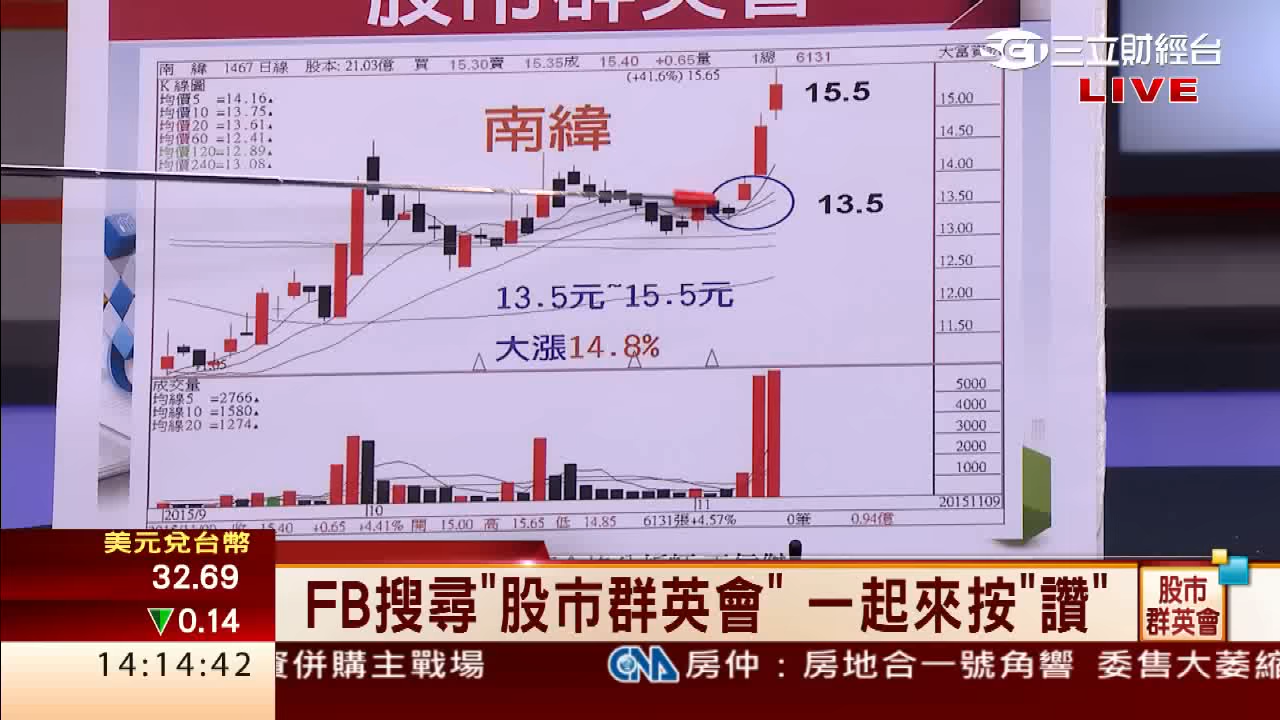 股市群英會
三立財經台
LIVE
南 緯 1467 日線 股本: 21.03億 買 15.30賣 15.35成 15.40 +0.65量 1總 6131
(+41.6%) 15.65
K 線圖
均價5 =14.16
均價10 =13.75
均價20 =13.61
均價60 =12.41
均價120=12.89
均價240=13.08
南緯
15.5
13.5
13.5元~15.5元
大漲14.8%
15.00
14.50
14.00
13.50
13.00
12.50
12.00
11.50
成交量
均線5 =2766
均線10 =1580
均線20 =1274
5000
4000
3000
2000
1000
2015/9
10
11
20151109
15.40 +0.65 +4.41% 開 15.00 高 15.65 低 14.85 6131張+4.57% 0筆 0.94億
美元兌台幣
32.69
▼0.14
FB搜尋"股市群英會" 一起來按"讚"
股市
群英會
14:14:42
資併購主戰場 CNA 房仲：房地合一號角響 委售大萎縮